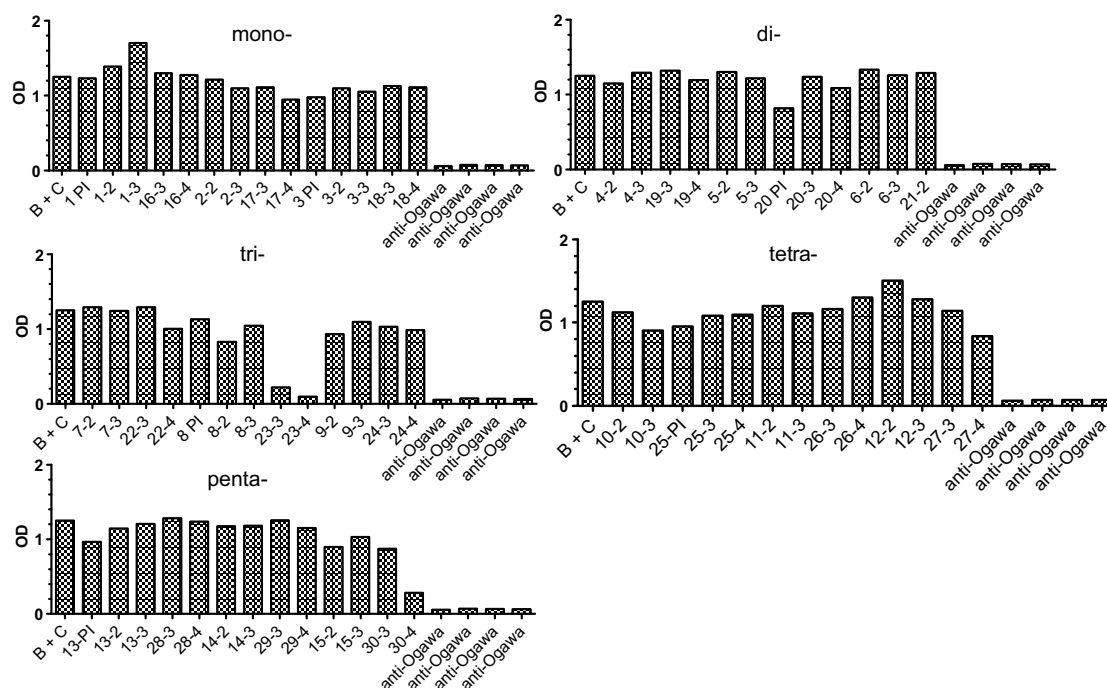 mono-
OD
2
1
0
B + C
1 PI
1-2
1-3
16-3
16-4
2-2
2-3
17-3
17-4
3 PI
3-2
3-3
18-3
18-4
anti-Ogawa
anti-Ogawa
anti-Ogawa
anti-Ogawa
di-
OD
2
1
0
B + C
4-2
4-3
19-3
19-4
5-2
5-3
20 PI
20-3
20-4
6-2
6-3
21-2
anti-Ogawa
anti-Ogawa
anti-Ogawa
anti-Ogawa
tri-
OD
2
1
0
B + C
7-2
7-3
22-3
22-4
8 PI
8-2
8-3
23-3
23-4
9-2
9-3
24-3
24-4
anti-Ogawa
anti-Ogawa
anti-Ogawa
anti-Ogawa
tetra-
OD
2
1
0
B + C
10-2
10-3
25-PI
25-3
25-4
11-2
11-3
26-3
26-4
12-2
12-3
27-3
27-4
anti-Ogawa
anti-Ogawa
anti-Ogawa
anti-Ogawa
penta-
OD
2
1
0
B + C
13-PI
13-2
13-3
28-3
28-4
14-2
14-3
29-3
29-4
15-2
15-3
30-3
30-4
anti-Ogawa
anti-Ogawa
anti-Ogawa
anti-Ogawa